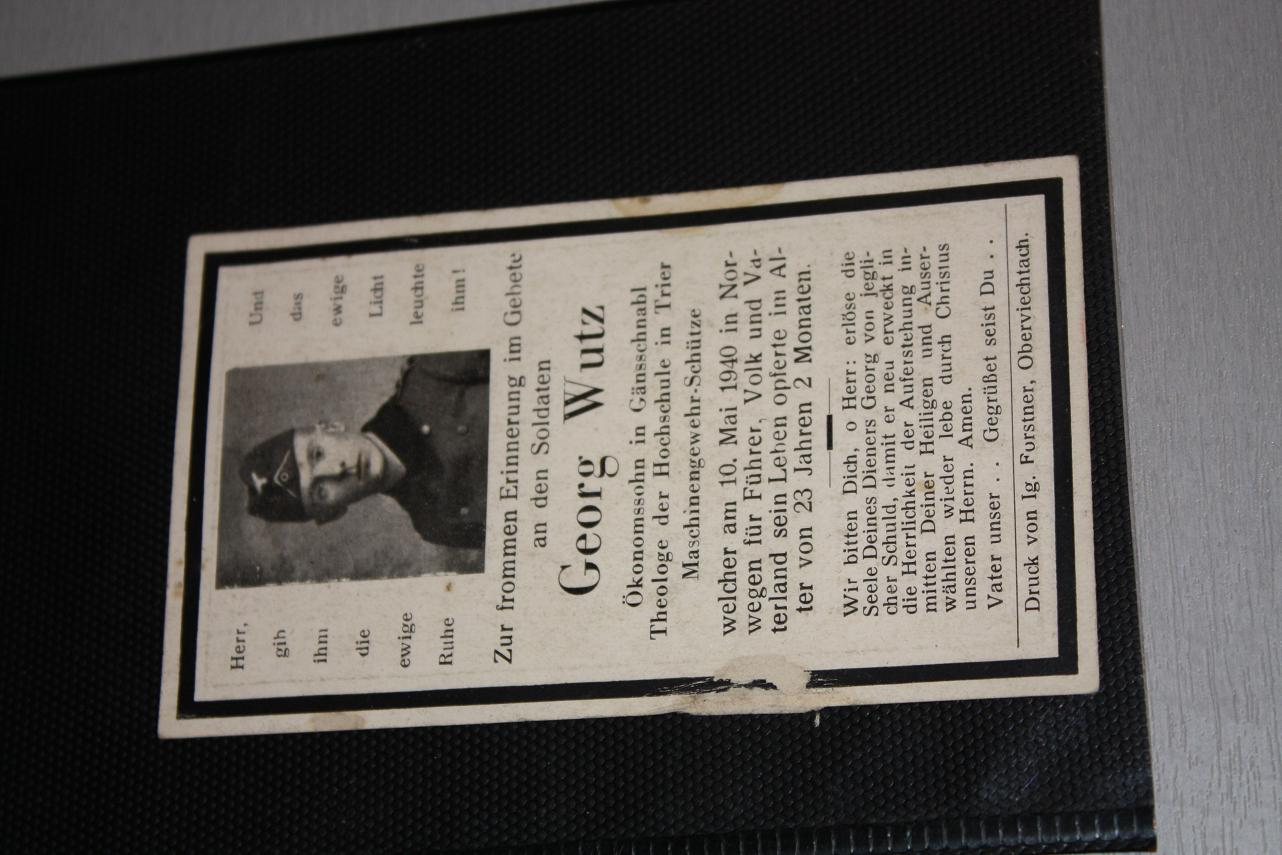 Herr,
gib
ihm
die
ewige
Ruhe
Und
das
ewige
Licht
leuchte
ihm!
Zur frommen Erinnerung im Gebete
an den Soldaten
Georg Wutz
Ökonomssohn in Gänsschnabl
Theologe der Hochschule in Trier
Maschinengewehr-Schütze
welcher am 10. Mai 1940 in Nor-
wegen für Führer, Volk und Va-
terland sein Leben opferte im Al-
ter von 23 Jahren 2 Monaten.
Wir bitten Dich, o Herr: erlöse die
Seele Deines Dieners Georg von jegli-
cher Schuld, damit er neu erweckt in
die Herrlichkeit der Auferstehung in-
mitten Deiner Heiligen und Auser-
wählten wieder lebe durch Christus
unseren Herrn. Amen.
Vater unser . . Gegrüßet seist Du . .
Druck von Ig. Forstner, Oberviechtach.